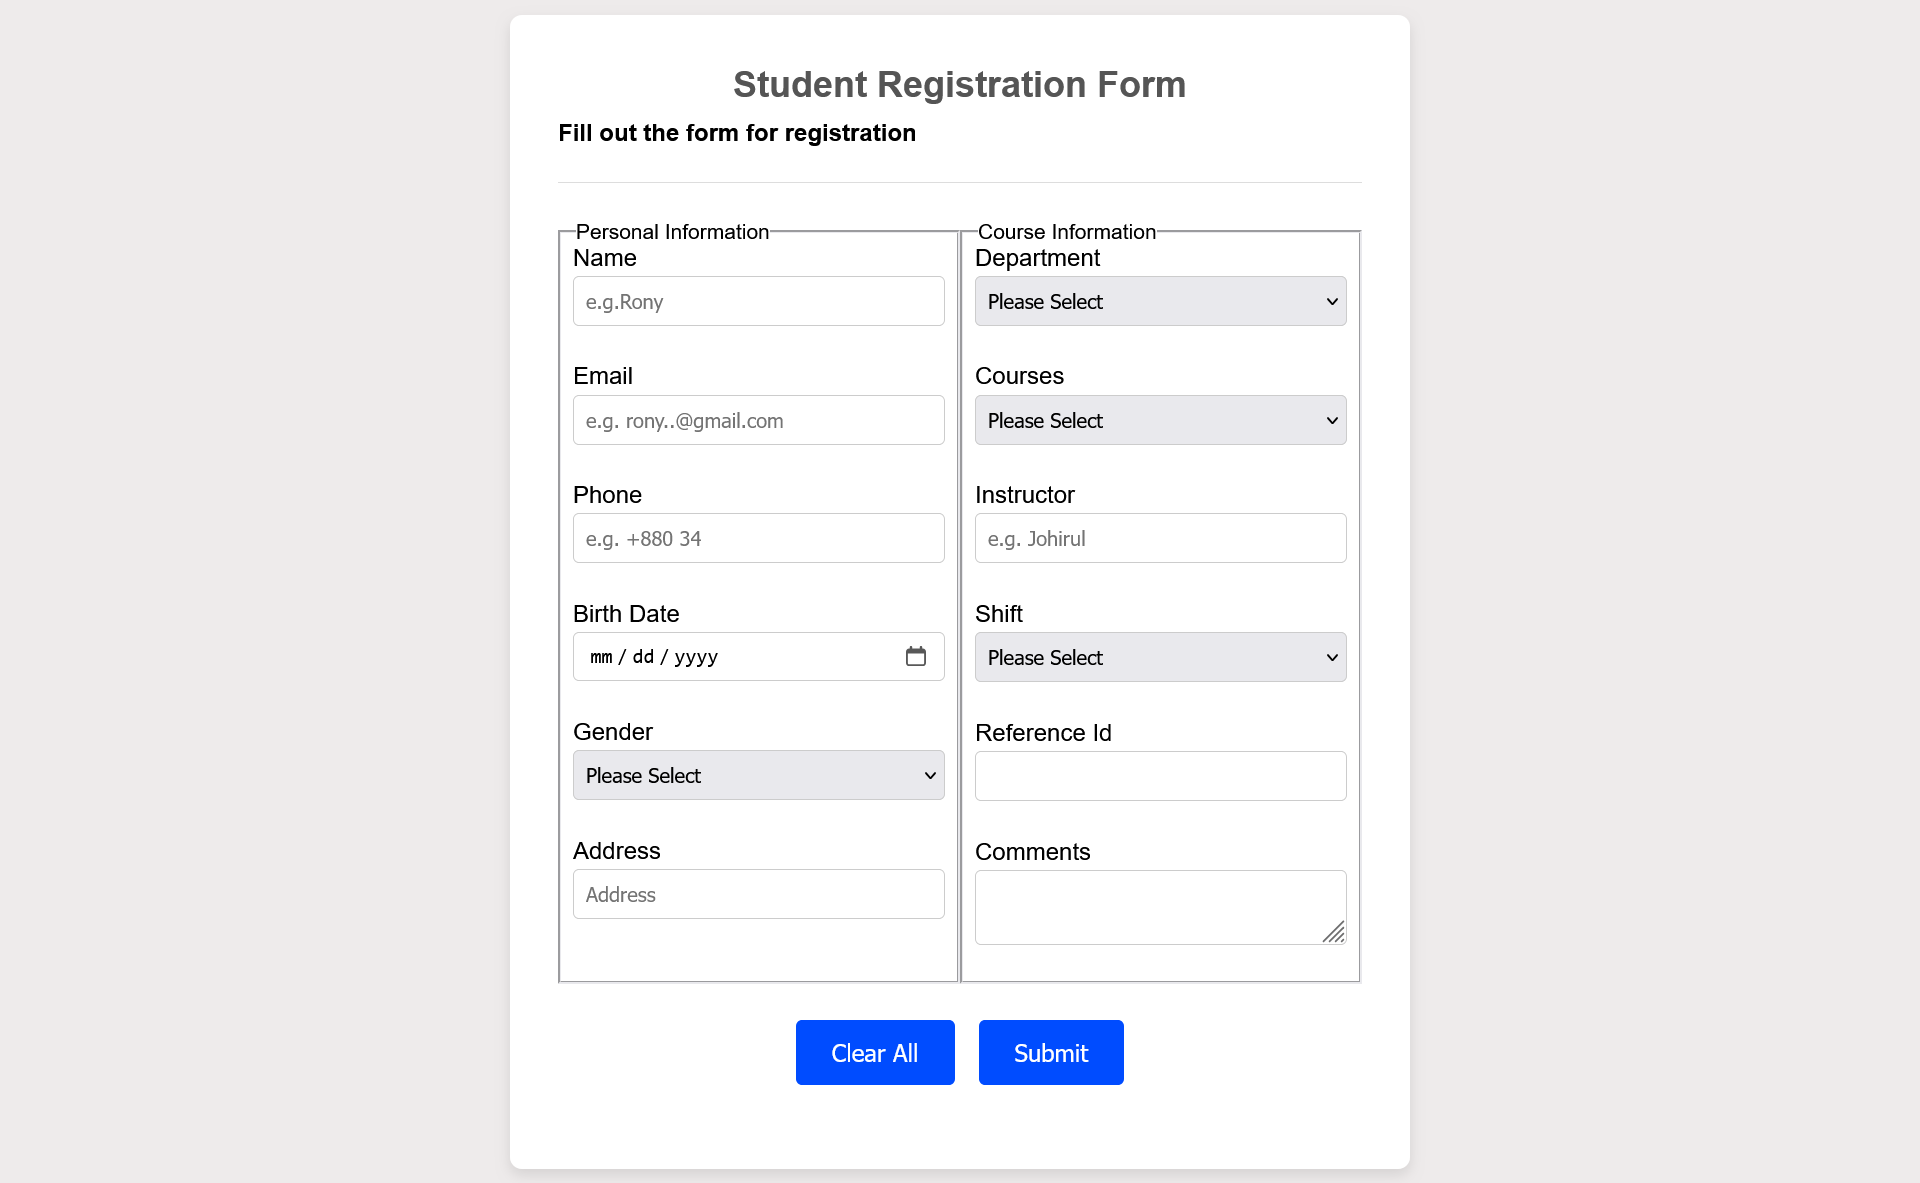 Student Registration Form
Fill out the form for registration
Personal Information
Name
e.g.Rony
Email
e.g. rony..@gmail.com
Phone
e.g. +880 34
Birth Date
mm / dd / yyyy
Gender
Please Select
Address
Address
Course Information
Department
Please Select
Courses
Please Select
Instructor
e.g. Johirul
Shift
Please Select
Reference Id
Comments
Clear All
Submit